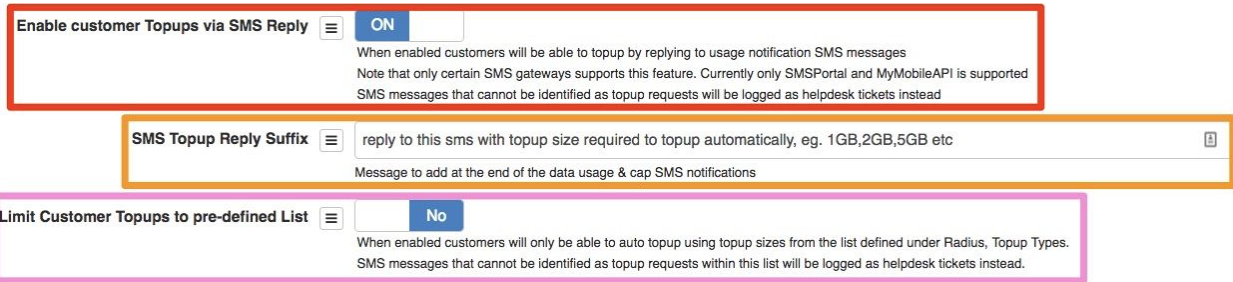 Enable customer Topups via SMS Reply ON
When enabled customers will be able to topup by replying to usage notification SMS messages
Note that only certain SMS gateways supports this feature. Currently only SMSPortal and MyMobileAPI is supported
SMS messages that cannot be identified as topup requests will be logged as helpdesk tickets instead
SMS Topup Reply Suffix reply to this sms with topup size required to topup automatically, eg. 1GB,2GB,5GB etc
Message to add at the end of the data usage & cap SMS notifications
Limit Customer Topups to pre-defined List No
When enabled customers will only be able to auto topup using topup sizes from the list defined under Radius, Topup Types.
SMS messages that cannot be identified as topup requests within this list will be logged as helpdesk tickets instead.